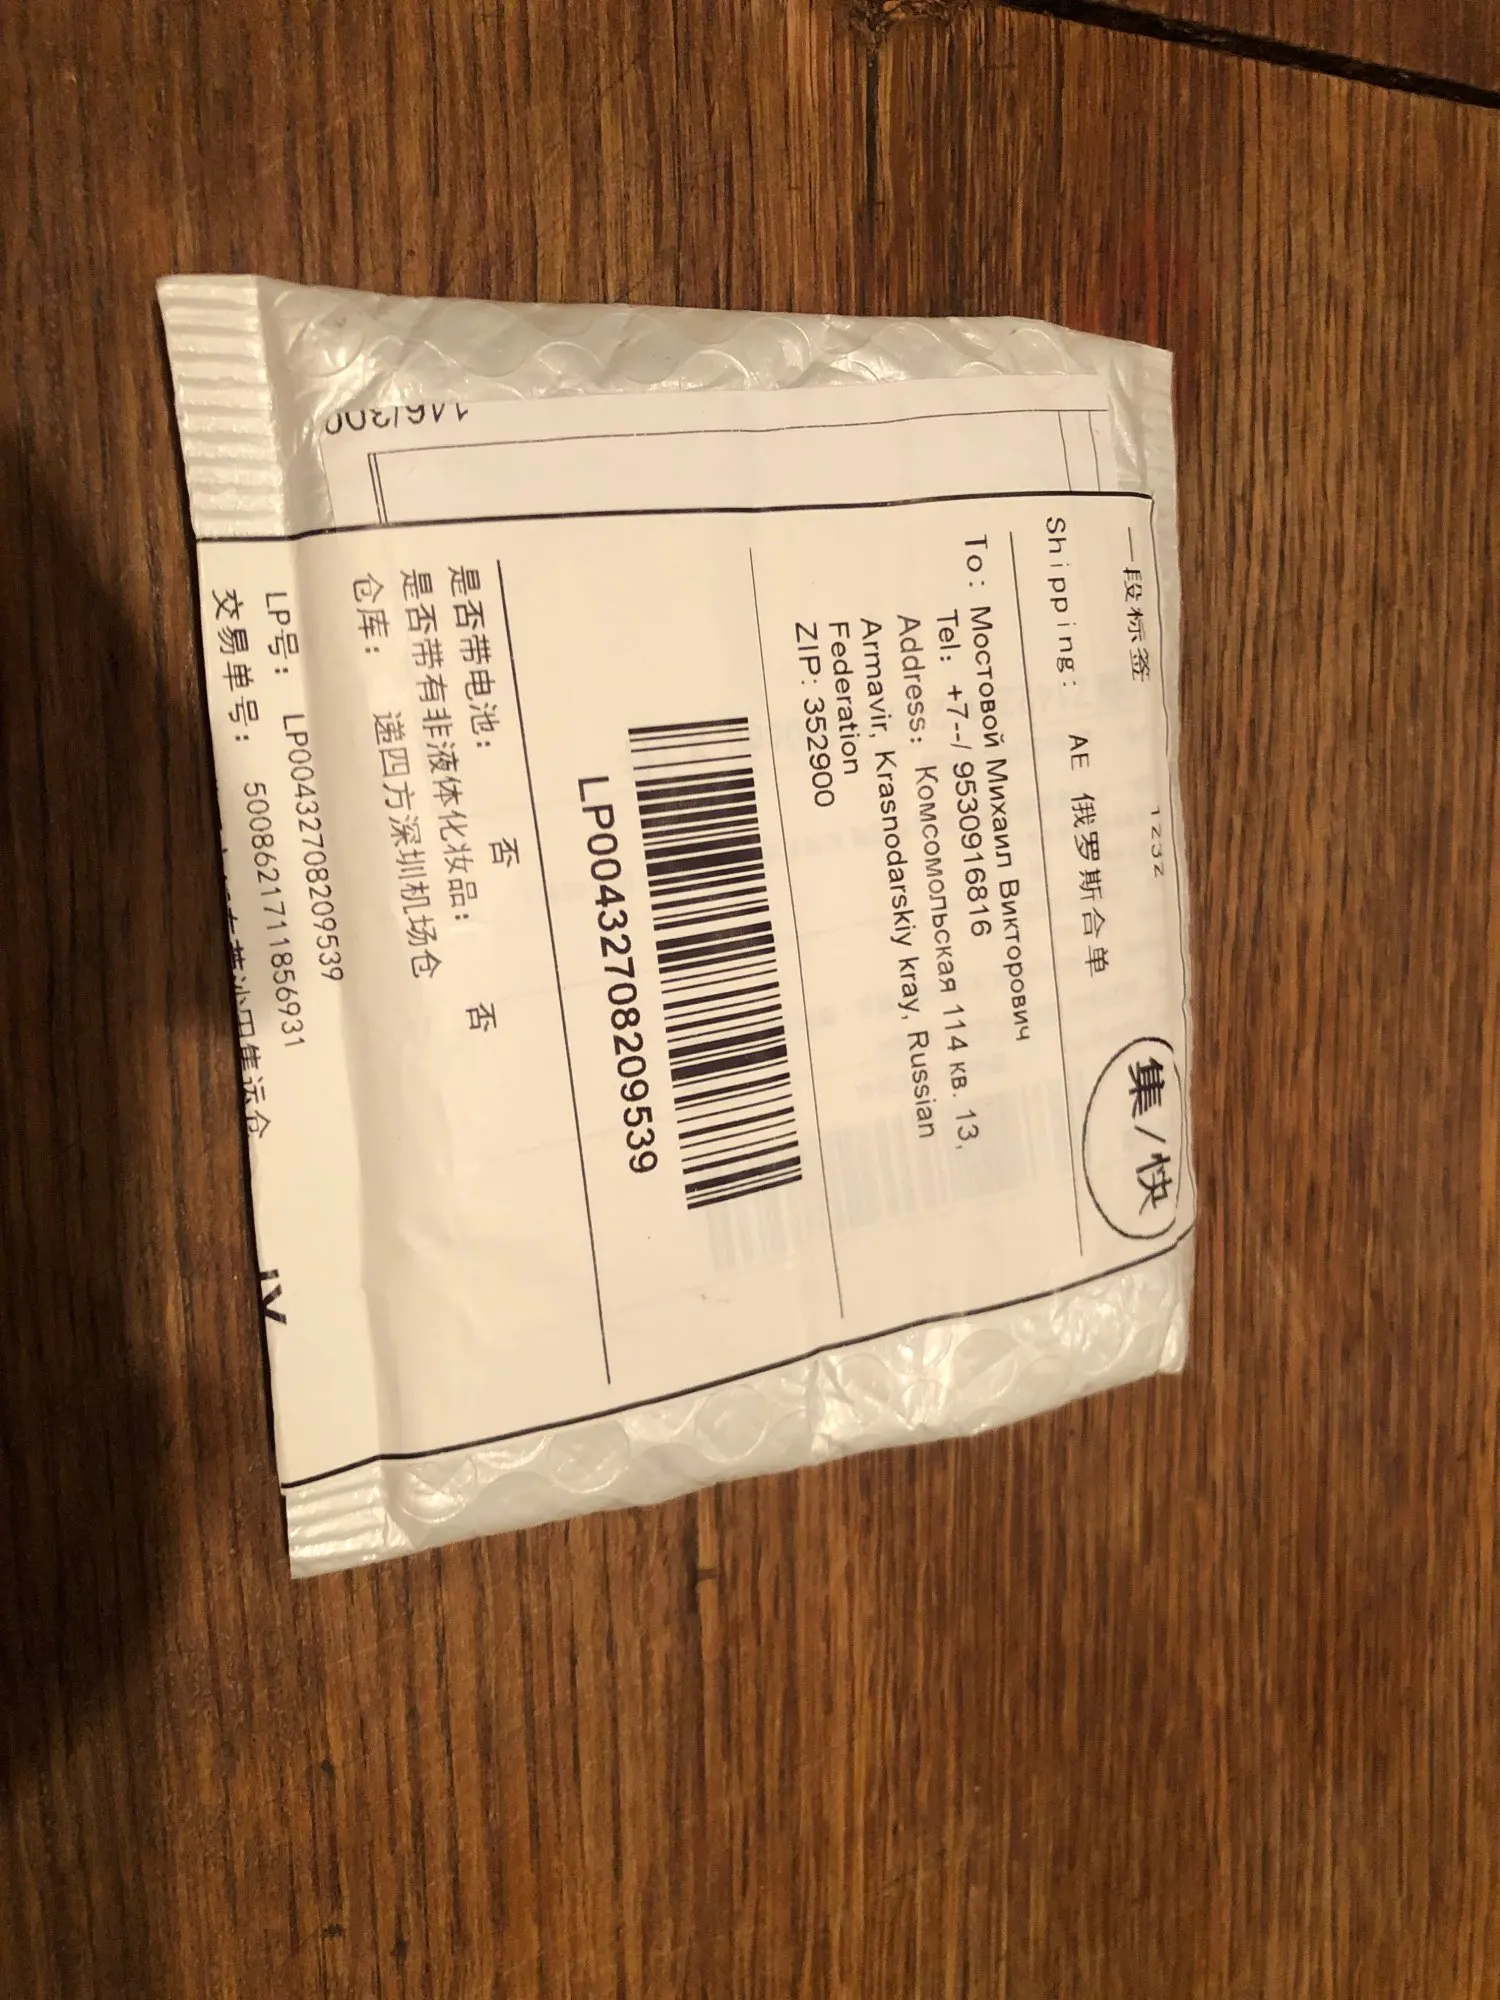 一段标签
1232
集/快
Shipping: AE 俄罗斯合单
To: Мостовой Михаил Викторович
Tel: +7--/ 9530916816
Address: Комсомольская 114 кв. 13,
Armavir, Krasnodarskiy kray, Russian
Federation
ZIP: 352900
LP00432708209539
是否带电池: 否
是否带有非液体化妆品: 否
仓库: 递四方深圳机场仓
LP号: LP00432708209539
交易单号: 5008621711856931